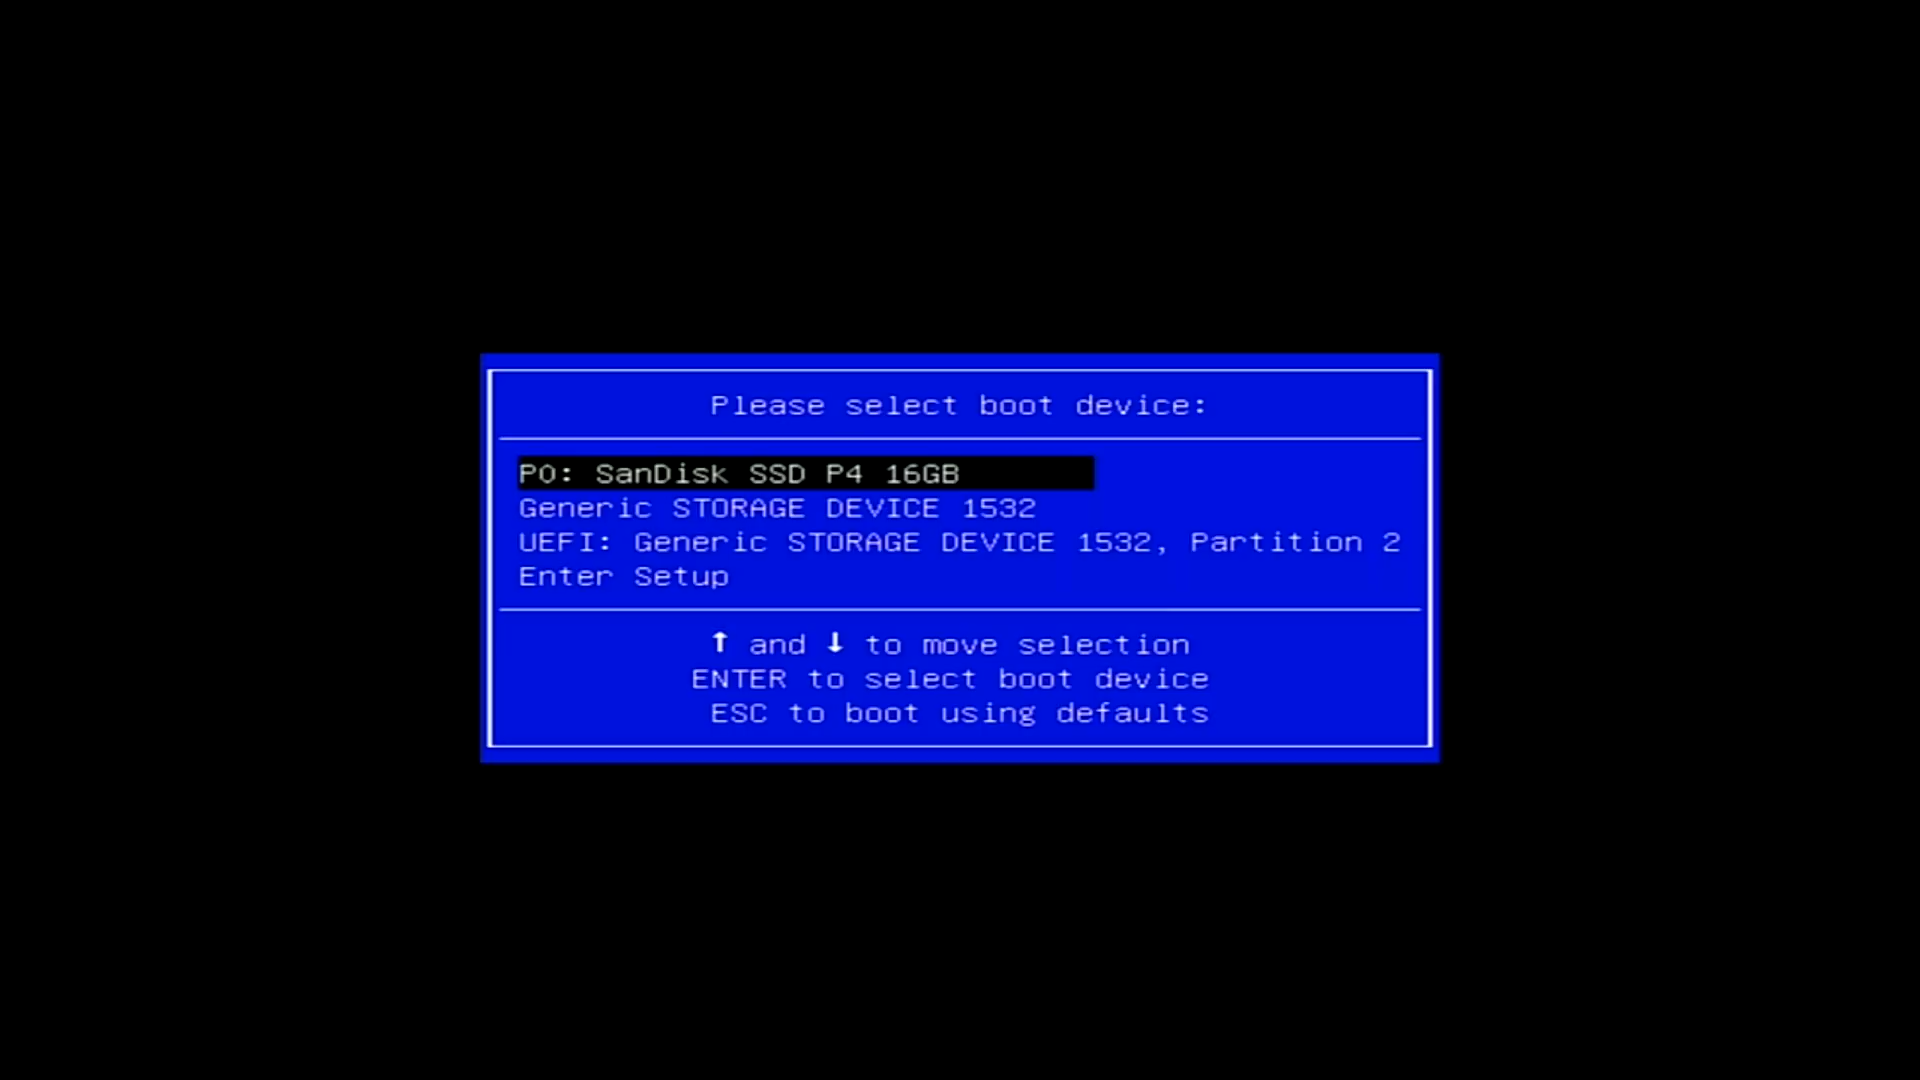 Please select boot device:
P0: SanDisk SSD P4 16GB
Generic STORAGE DEVICE 1532
UEFI: Generic STORAGE DEVICE 1532, Partition 2
Enter Setup
↑ and ↓ to move selection
ENTER to select boot device
ESC to boot using defaults